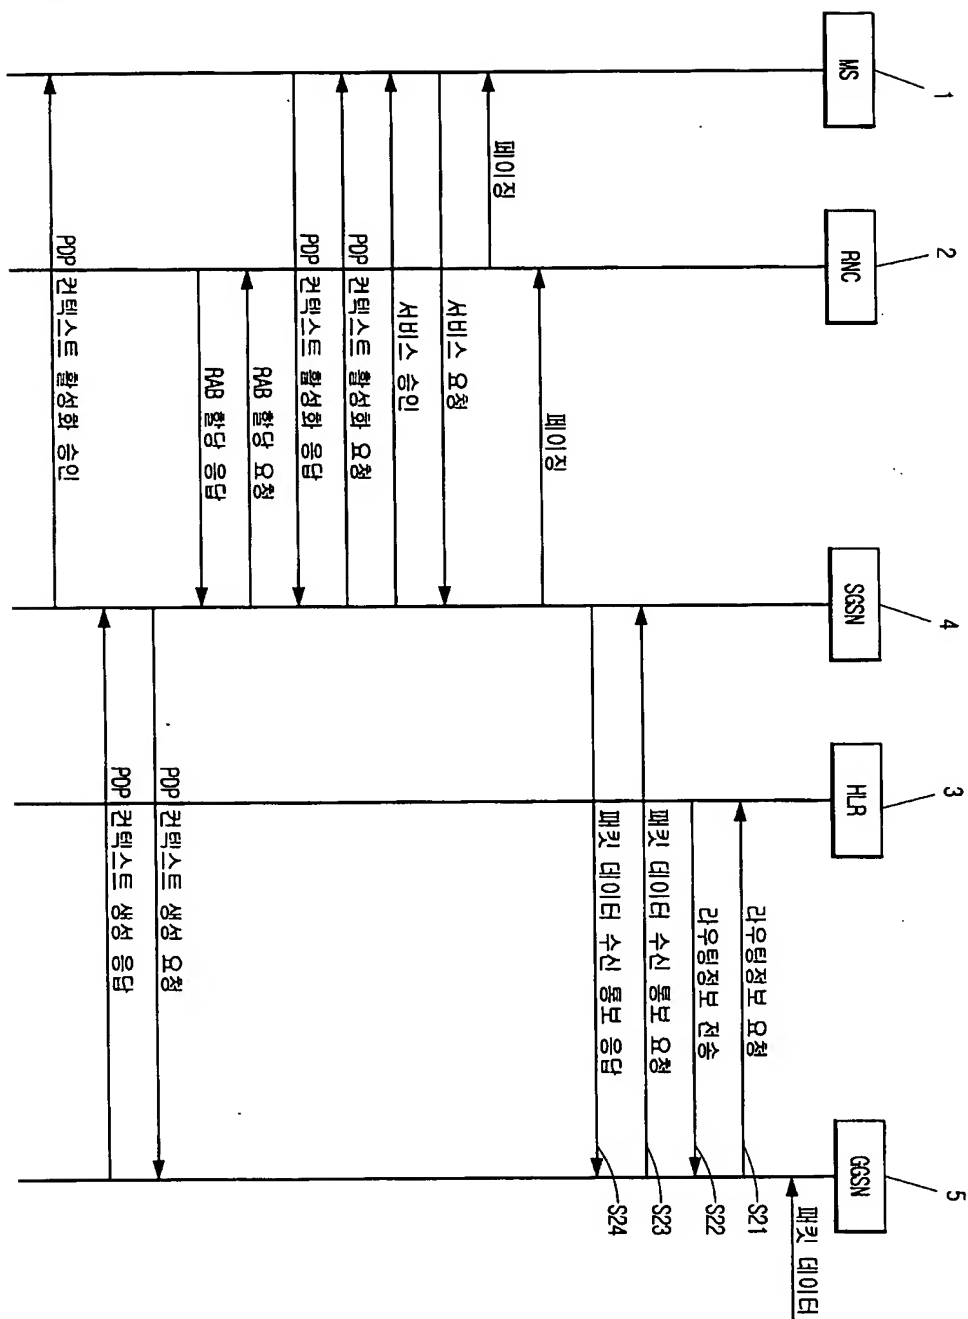 1
2
4
3
5
MS
RNC
SGSN
HLR
GGSN
패킷 데이터
라우팅정보 요청
S21
라우팅정보 전송
S22
패킷 데이터 수신 통보 요청
S23
패킷 데이터 수신 통보 응답
S24
페이징
페이징
서비스 요청
서비스 승인
PDP 컨텍스트 활성화 요청
PDP 컨텍스트 활성화 응답
RAB 할당 요청
RAB 할당 응답
PDP 컨텍스트 생성 요청
PDP 컨텍스트 생성 응답
PDP 컨텍스트 활성화 승인